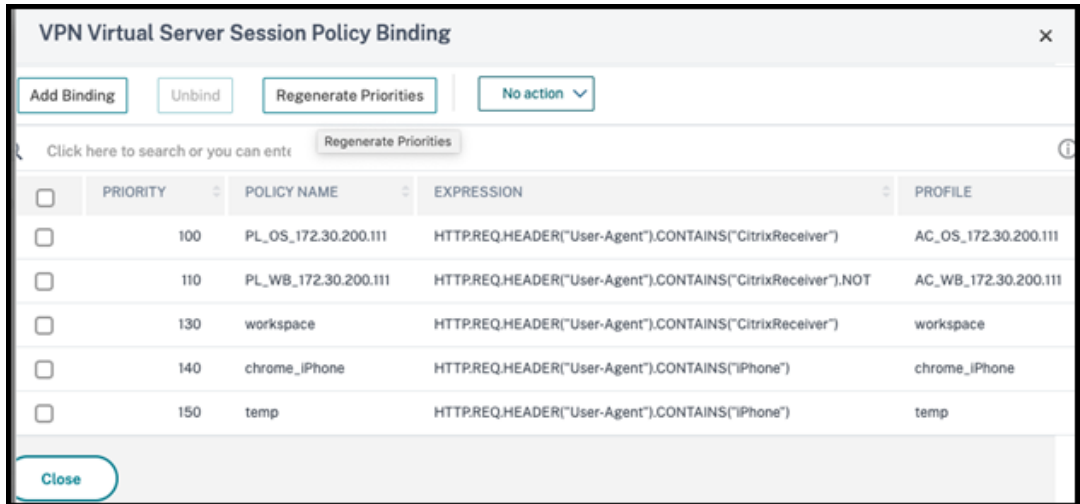 VPN Virtual Server Session Policy Binding
Add Binding Unbind Regenerate Priorities No action
Click here to search or you can ente Regenerate Priorities
PRIORITY POLICY NAME EXPRESSION PROFILE
100 PL_OS_172.30.200.111 HTTP.REQ.HEADER("User-Agent").CONTAINS("CitrixReceiver") AC_OS_172.30.200.111
110 PL_WB_172.30.200.111 HTTP.REQ.HEADER("User-Agent").CONTAINS("CitrixReceiver").NOT AC_WB_172.30.200.111
130 workspace HTTP.REQ.HEADER("User-Agent").CONTAINS("CitrixReceiver") workspace
140 chrome_iPhone HTTP.REQ.HEADER("User-Agent").CONTAINS("iPhone") chrome_iPhone
150 temp HTTP.REQ.HEADER("User-Agent").CONTAINS("iPhone") temp
Close